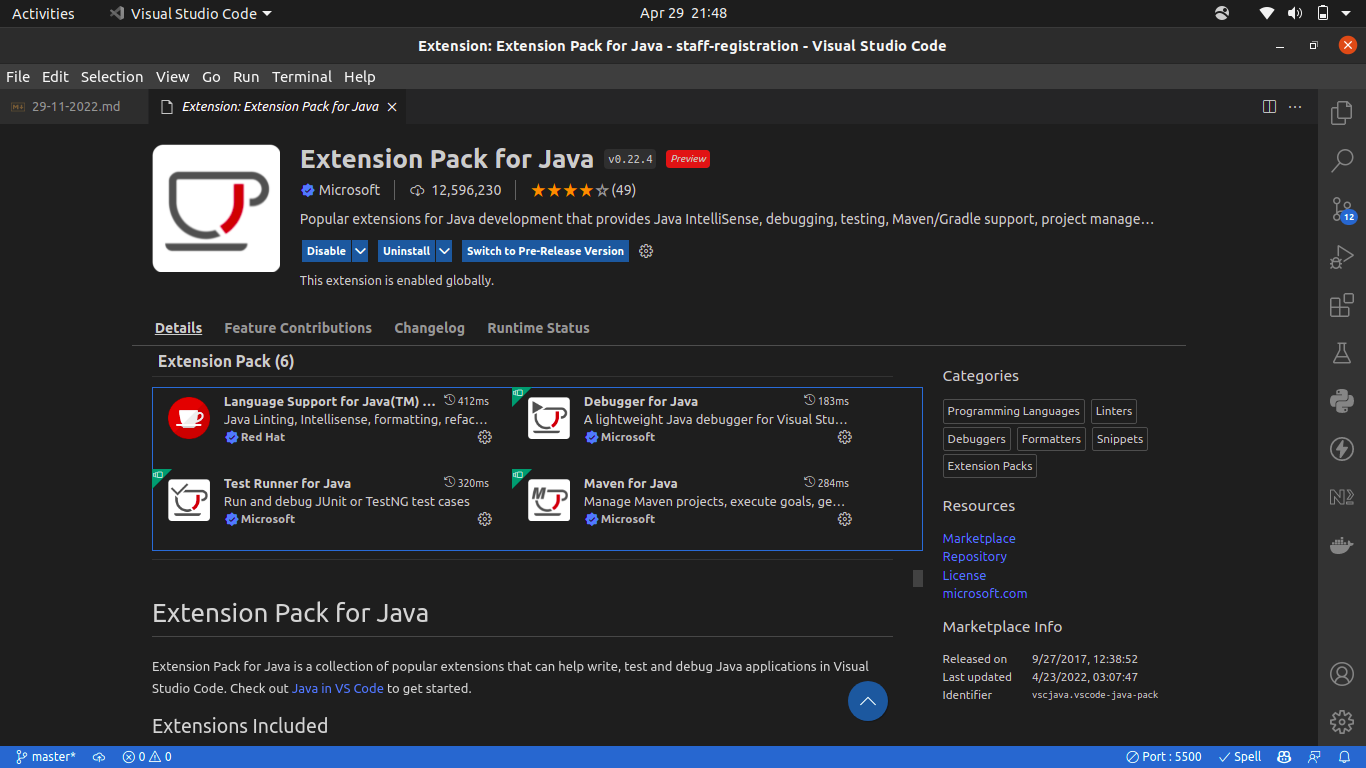 Activities Visual Studio Code Apr 29 21:48
Extension: Extension Pack for Java - staff-registration - Visual Studio Code
File Edit Selection View Go Run Terminal Help
29-11-2022.md Extension: Extension Pack for Java
Extension Pack for Java v0.22.4 Preview
Microsoft 12,596,230 (49)
Popular extensions for Java development that provides Java IntelliSense, debugging, testing, Maven/Gradle support, project manage…
Disable Uninstall Switch to Pre-Release Version
This extension is enabled globally.
12
Details Feature Contributions Changelog Runtime Status
Extension Pack (6)
Language Support for Java(TM) … 412ms
Java Linting, Intellisense, formatting, refac…
Red Hat
Debugger for Java 183ms
A lightweight Java debugger for Visual Stu…
Microsoft
Test Runner for Java 320ms
Run and debug JUnit or TestNG test cases
Microsoft
Maven for Java 284ms
Manage Maven projects, execute goals, ge…
Microsoft
Extension Pack for Java
Extension Pack for Java is a collection of popular extensions that can help write, test and debug Java applications in Visual
Studio Code. Check out Java in VS Code to get started.
Extensions Included
Categories
Programming Languages Linters
Debuggers Formatters Snippets
Extension Packs
Resources
Marketplace
Repository
License
microsoft.com
Marketplace Info
Released on 9/27/2017, 12:38:52
Last updated 4/23/2022, 03:07:47
Identifier vscjava.vscode-java-pack
master* 0 0 Port : 5500 Spell